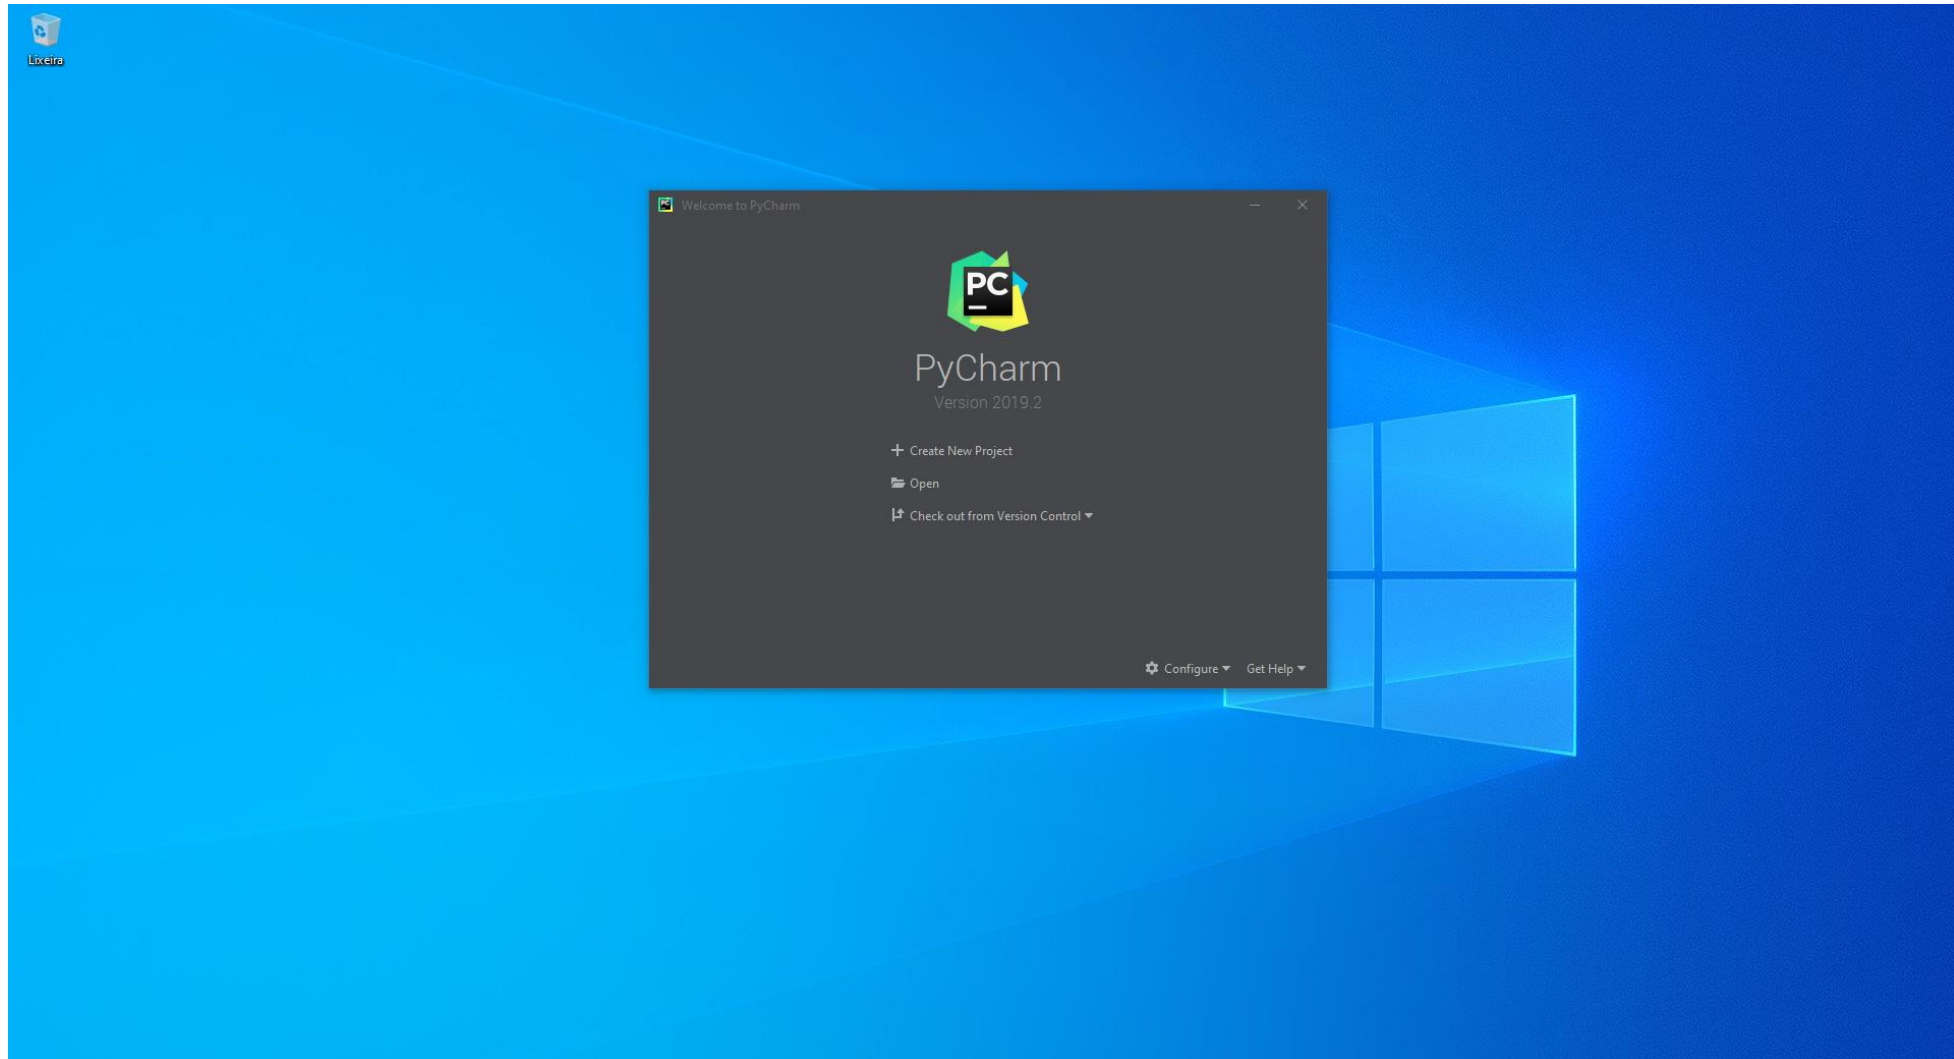 Lixeira
Welcome to PyCharm
PC
PyCharm
Version 2019.2
Create New Project
Open
Check out from Version Control
Configure
Get Help